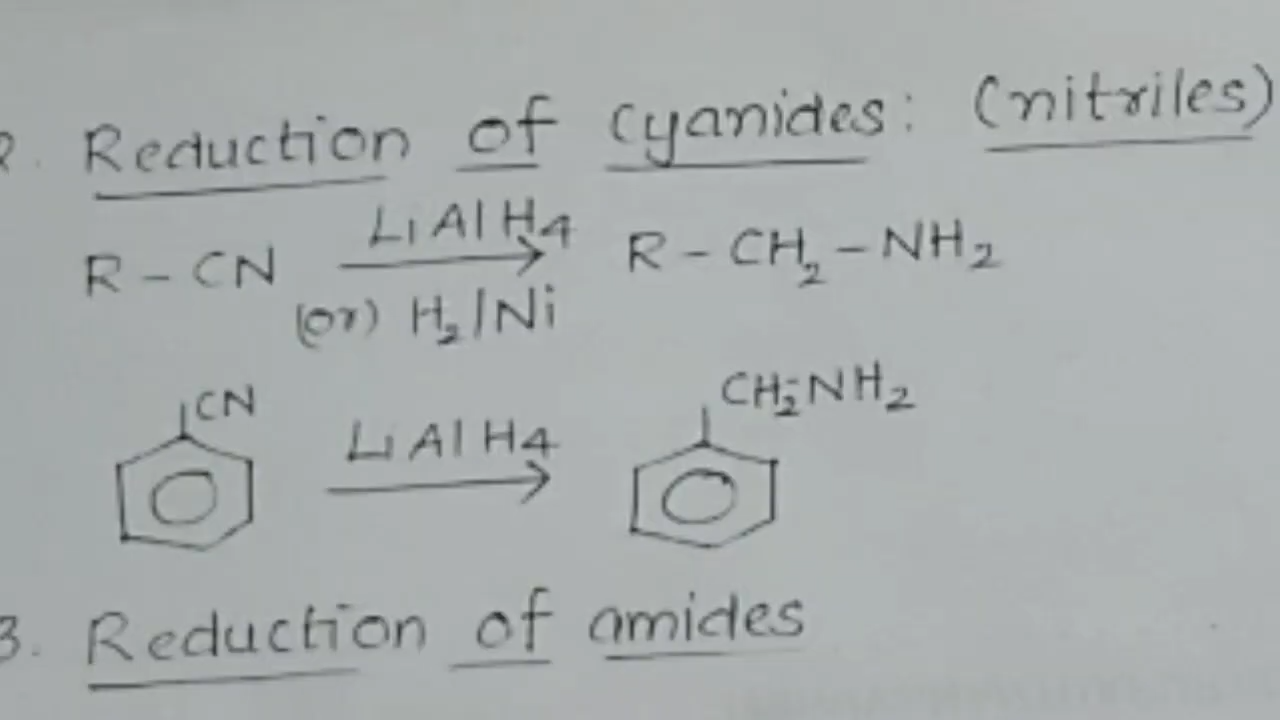 2. Reduction of cyanides: (nitriles)
LiAlH4
R - CN → R - CH2 - NH2
(or) H2/Ni
CN CH2-NH2
LiAlH4
3. Reduction of amides